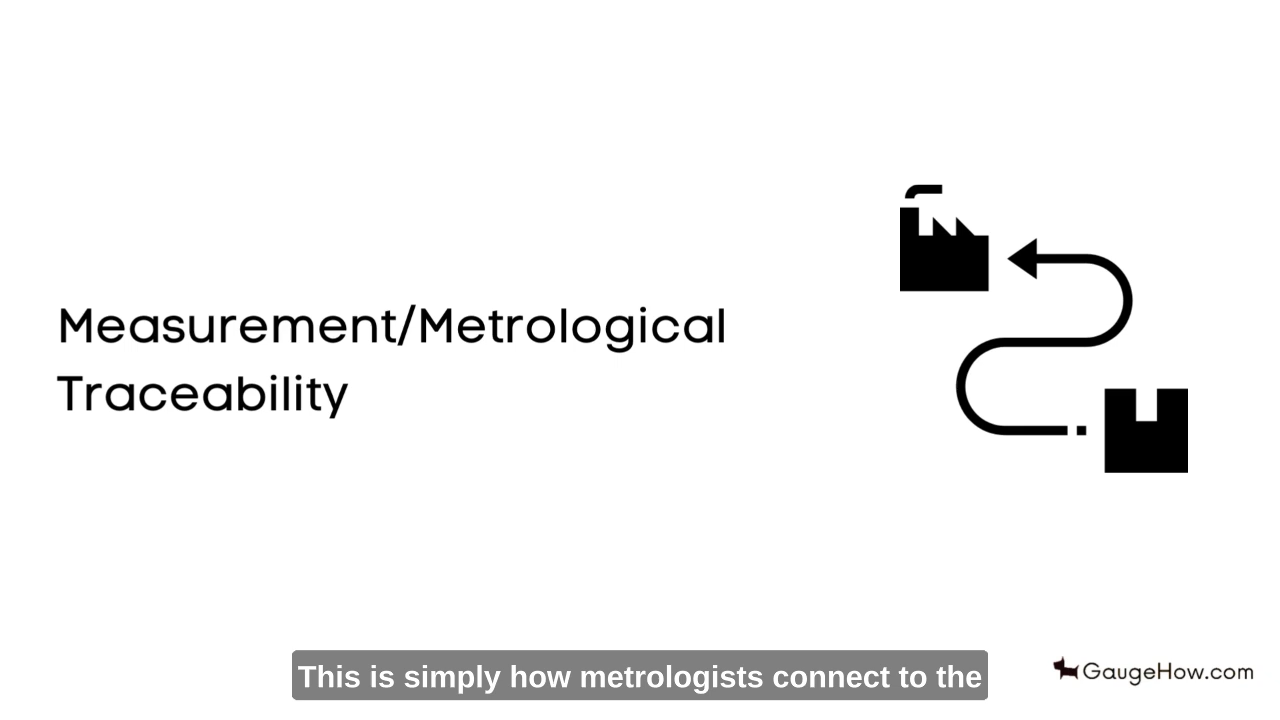 Measurement/Metrological
Traceability
This is simply how metrologists connect to the
GaugeHow.com